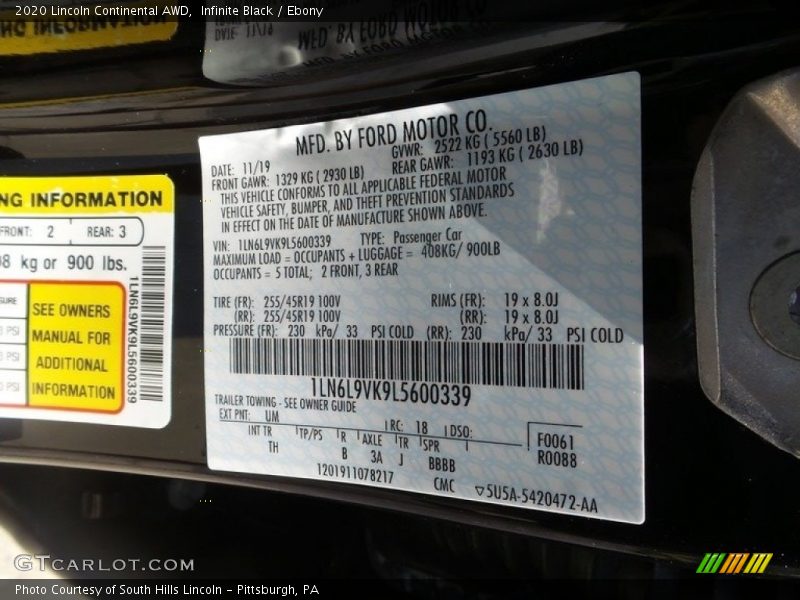 2020 Lincoln Continental AWD, Infinite Black / Ebony
MFD. BY FORD MOTOR CO.
DATE: 11/19
GVWR: 2522 KG ( 5560 LB)
FRONT GAWR: 1329 KG ( 2930 LB)
REAR GAWR: 1193 KG ( 2630 LB)
THIS VEHICLE CONFORMS TO ALL APPLICABLE FEDERAL MOTOR
VEHICLE SAFETY, BUMPER, AND THEFT PREVENTION STANDARDS
IN EFFECT ON THE DATE OF MANUFACTURE SHOWN ABOVE.
VIN: 1LN6L9VK9L5600339 TYPE: Passenger Car
MAXIMUM LOAD = OCCUPANTS + LUGGAGE = 408KG/ 900LB
OCCUPANTS = 5 TOTAL; 2 FRONT, 3 REAR
TIRE (FR): 255/45R19 100V RIMS (FR): 19 x 8.0J
(RR): 255/45R19 100V (RR): 19 x 8.0J
PRESSURE (FR): 230 kPa/ 33 PSI COLD (RR): 230 kPa/ 33 PSI COLD
1LN6L9VK9L5600339
TRAILER TOWING - SEE OWNER GUIDE
EXT PNT: UM RC: 18 DSO:
INT TR TP/PS R AXLE TR SPR
TH B 3A J BBBB
F0061
R0088
1201911078217 CMC ▽5U5A-5420472-AA
NG INFORMATION
FRONT: 2 REAR: 3
kg or 900 lbs.
SEE OWNERS
MANUAL FOR
ADDITIONAL
INFORMATION
PSI
PSI
PSI
1LN6L9VK9L5600339
GTCARLOT.COM
Photo Courtesy of South Hills Lincoln - Pittsburgh, PA